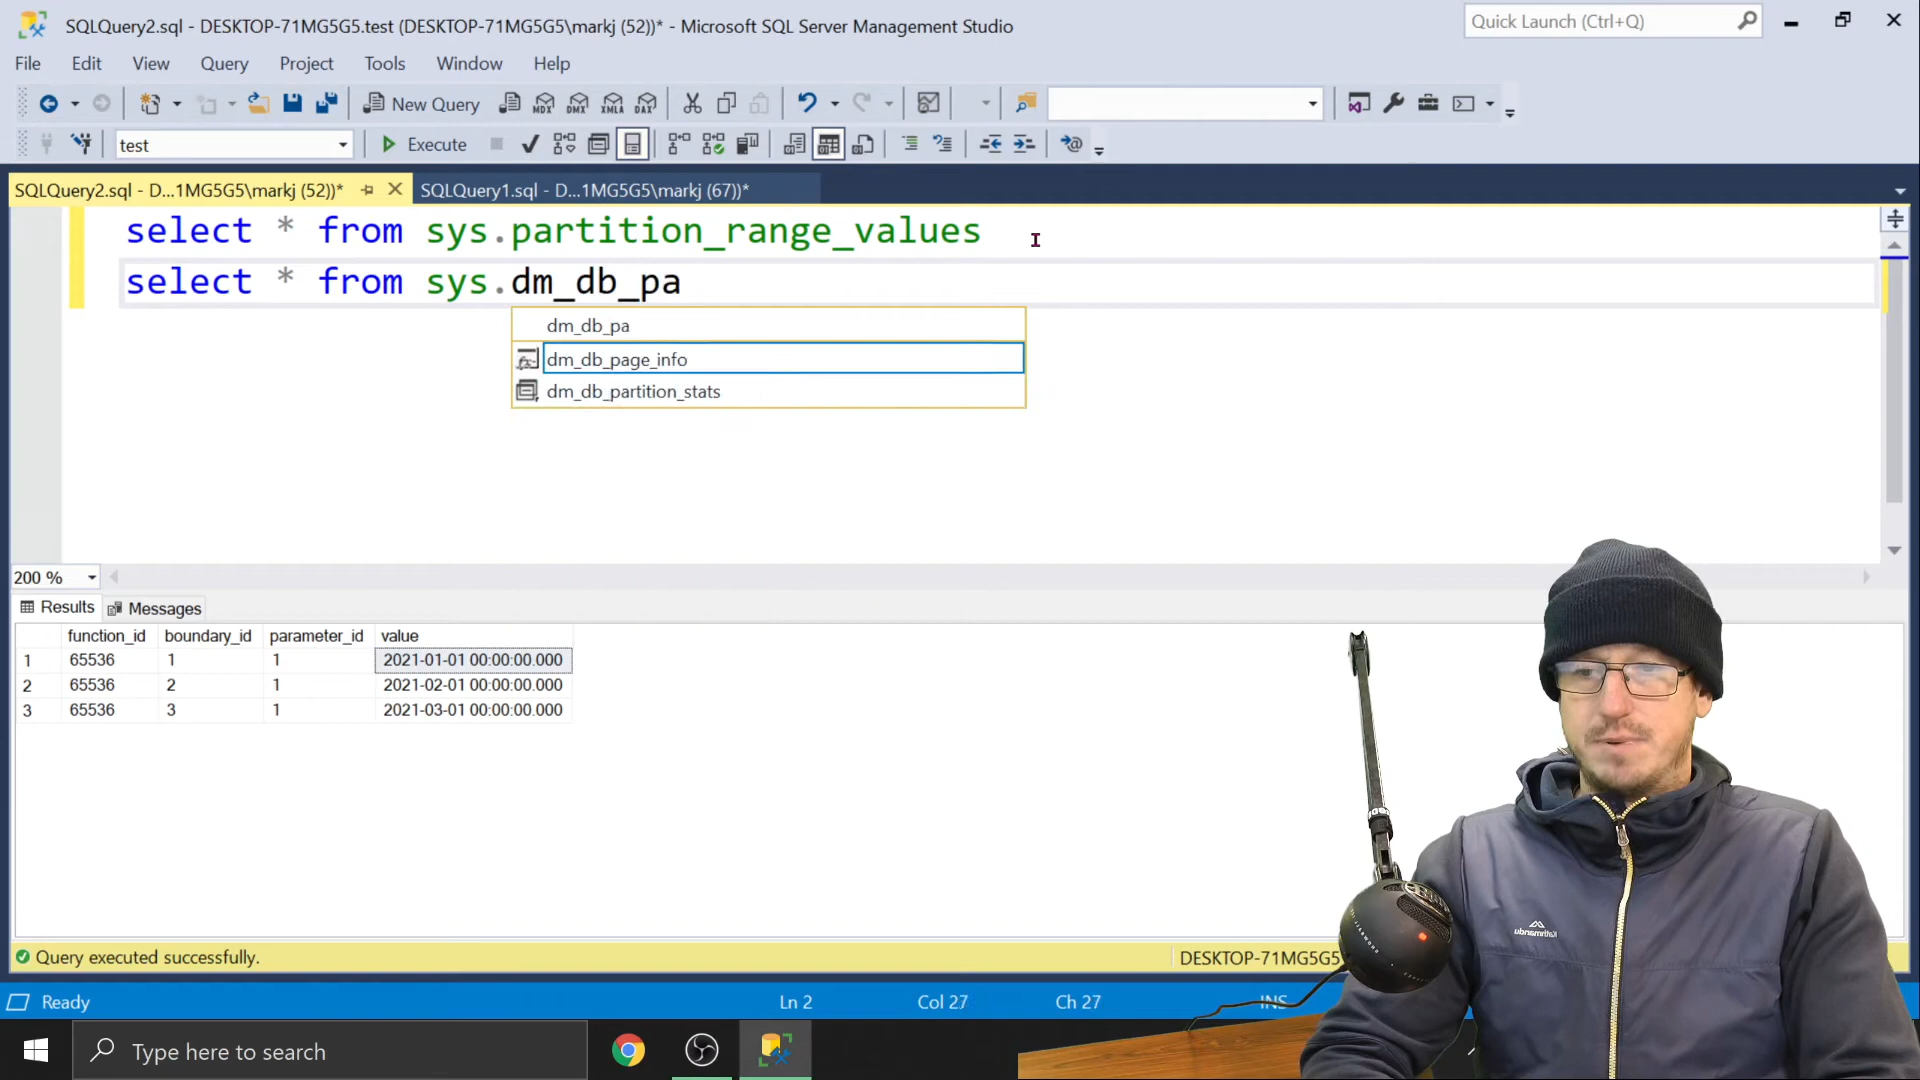 SQLQuery2.sql - DESKTOP-71MG5G5.test (DESKTOP-71MG5G5\markj (52))* - Microsoft SQL Server Management Studio
Quick Launch (Ctrl+Q)
File Edit View Query Project Tools Window Help
New Query MDX DMX XMLA DAX
test Execute
SQLQuery2.sql - D...1MG5G5\markj (52))* SQLQuery1.sql - D...1MG5G5\markj (67))*
select * from sys.partition_range_values
select * from sys.dm_db_pa
dm_db_pa
dm_db_page_info
dm_db_partition_stats
200 %
Results Messages
function_id boundary_id parameter_id value
1 65536 1 1 2021-01-01 00:00:00.000
2 65536 2 1 2021-02-01 00:00:00.000
3 65536 3 1 2021-03-01 00:00:00.000
Query executed successfully. DESKTOP-71MG5G5
Ready Ln 2 Col 27 Ch 27 INS
Type here to search